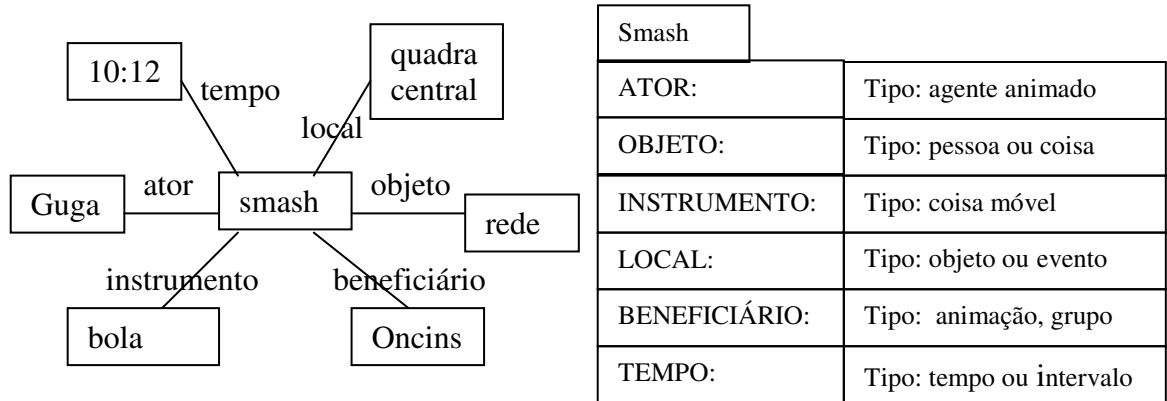 10:12
tempo
quadra
central
local
Guga
ator
smash
objeto
rede
instrumento
beneficiário
bola
Oncins
Smash
ATOR: Tipo: agente animado
OBJETO: Tipo: pessoa ou coisa
INSTRUMENTO: Tipo: coisa móvel
LOCAL: Tipo: objeto ou evento
BENEFICIÁRIO: Tipo: animação, grupo
TEMPO: Tipo: tempo ou intervalo